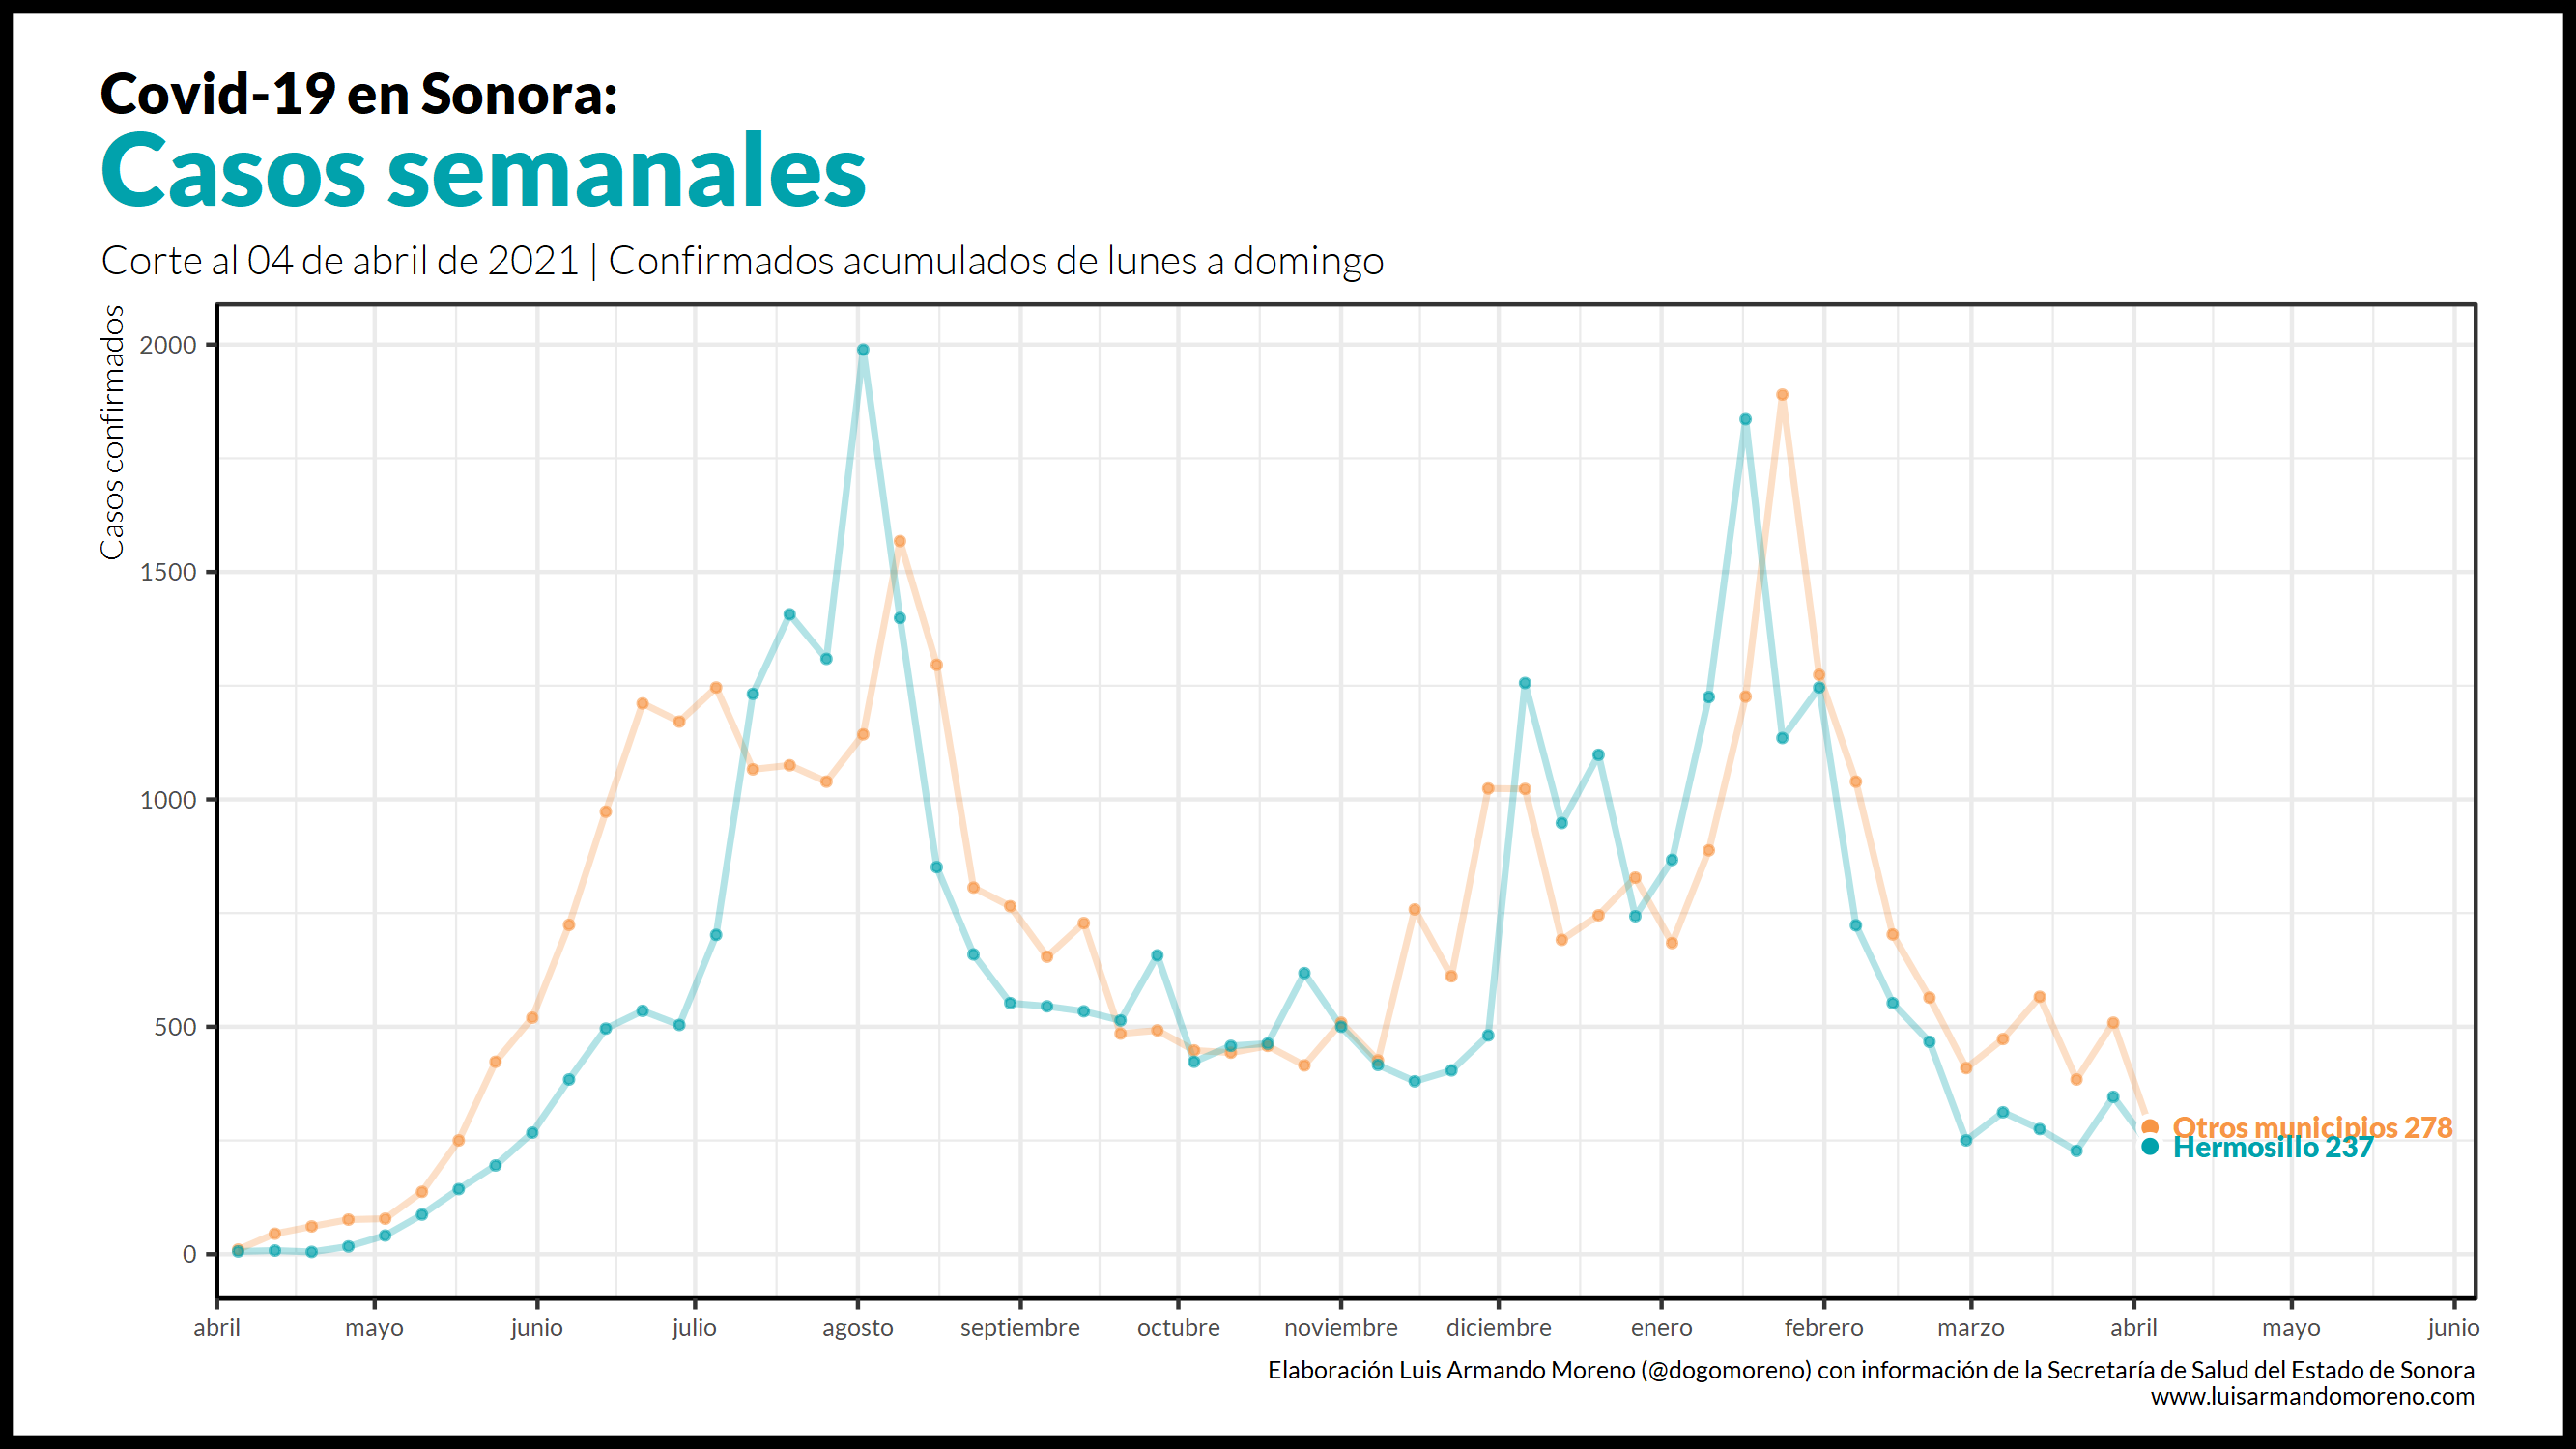 Covid-19 en Sonora:
Casos semanales
Corte al 04 de abril de 2021 | Confirmados acumulados de lunes a domingo
Casos confirmados
2000
1500
1000
500
0
Otros municipios 278
Hermosillo 237
abril mayo junio julio agosto septiembre octubre noviembre diciembre enero febrero marzo abril mayo junio
Elaboración Luis Armando Moreno (@dogomoreno) con información de la Secretaría de Salud del Estado de Sonora
www.luisarmandomoreno.com